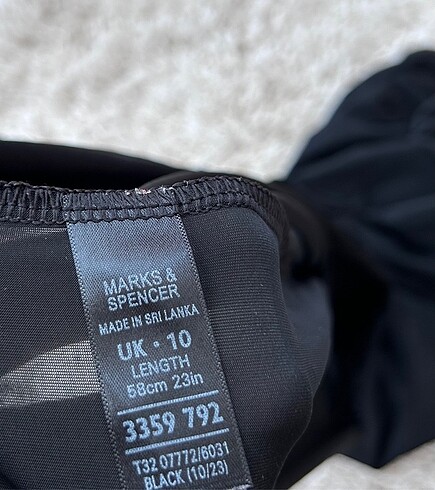 MARKS &
SPENCER
MADE IN SRI LANKA
UK · 10
LENGTH
58cm 23in
3359 792
T32 07772/6031
BLACK (10/23)